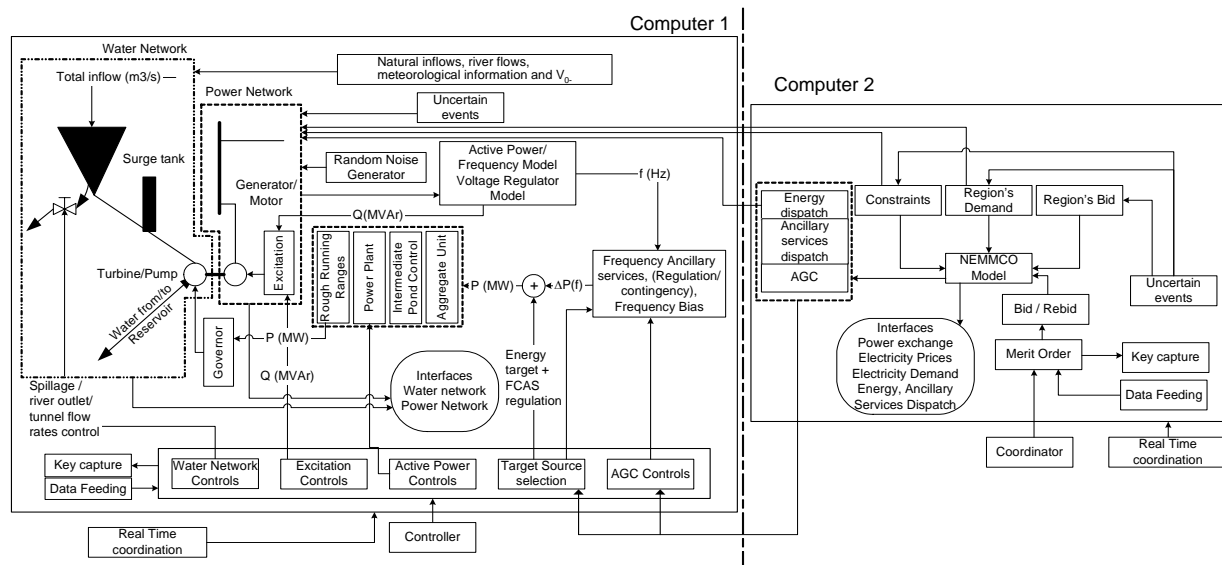 Computer 1
Water Network
Total inflow (m3/s)
Natural inflows, river flows,
meteorological information and V0-
Power Network
Uncertain
events
Surge tank
Random Noise
Generator
Generator/
Motor
Active Power/
Frequency Model
Voltage Regulator
Model
f (Hz)
Q(MVAr)
Excitation
Rough Running
Ranges
Power Plant
Intermediate
Pond Control
Aggregate Unit
P (MW)
+
ΔP(f)
Frequency Ancillary
services, (Regulation/
contingency),
Frequency Bias
Turbine/Pump
Water from/to
Reservoir
Governor
P (MW)
Q (MVAr)
Interfaces
Water network
Power Network
Energy
target +
FCAS
regulation
Spillage /
river outlet/
tunnel flow
rates control
Key capture
Data Feeding
Water Network
Controls
Excitation
Controls
Active Power
Controls
Target Source
selection
AGC Controls
Real Time
coordination
Controller
Computer 2
Energy
dispatch
Ancillary
services
dispatch
AGC
Constraints
Region's
Demand
Region's Bid
NEMMCO
Model
Uncertain
events
Bid / Rebid
Interfaces
Power exchange
Electricity Prices
Electricity Demand
Energy, Ancillary
Services Dispatch
Merit Order
Key capture
Data Feeding
Coordinator
Real Time
coordination